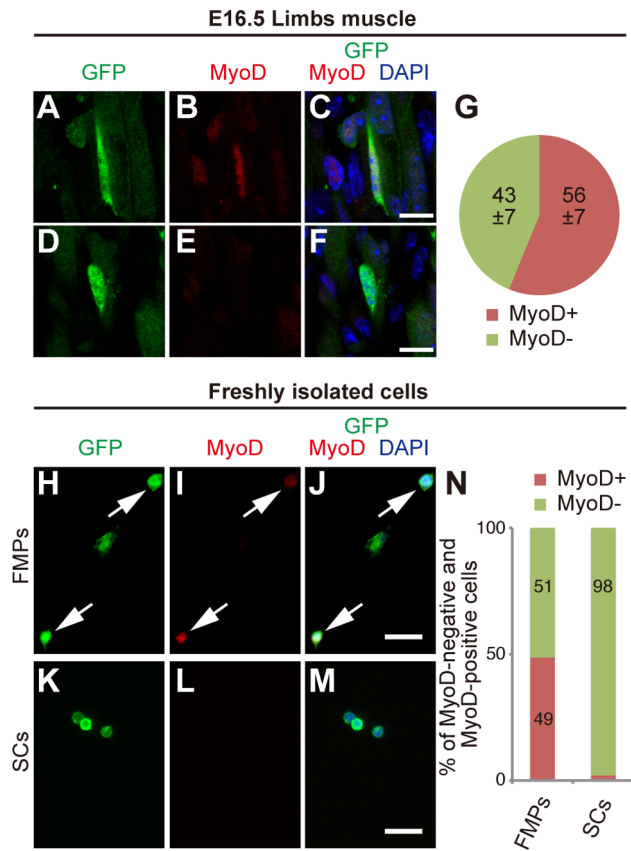 E16.5 Limbs muscle
GFP
GFP MyoD MyoD DAPI
A B C
G
43 ±7
56 ±7
D E F
MyoD+
MyoD-
Freshly isolated cells
GFP
GFP MyoD MyoD DAPI
H I J
FMPs
K L M
SCs
N
MyoD+
MyoD-
% of MyoD-negative and
MyoD-positive cells
100
50
0
51
49
98
FMPs
SCs